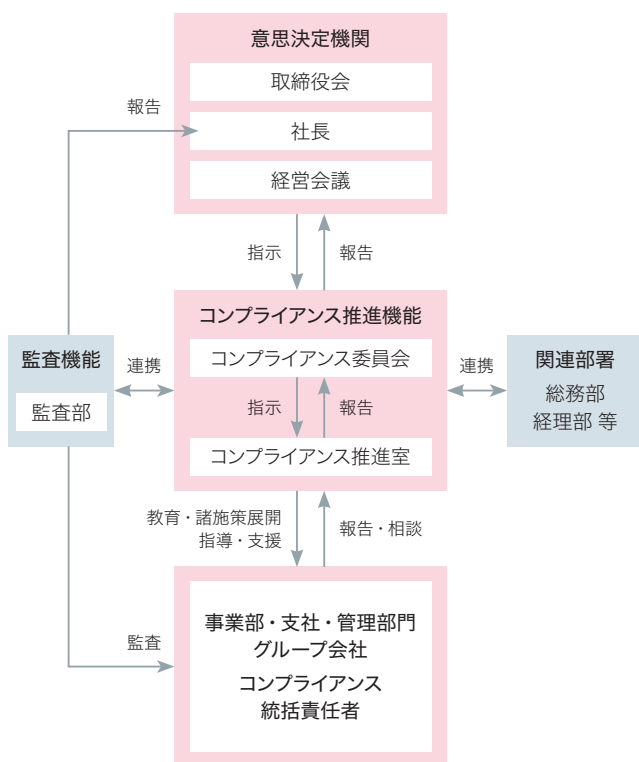 意思決定機関
取締役会
報告
社長
経営会議
指示
報告
コンプライアンス推進機能
監査機能
連携
コンプライアンス委員会
連携
関連部署
監査部
指示
報告
総務部
経理部 等
コンプライアンス推進室
教育・諸施策展開
指導・支援
報告・相談
監査
事業部・支社・管理部門
グループ会社
コンプライアンス
統括責任者